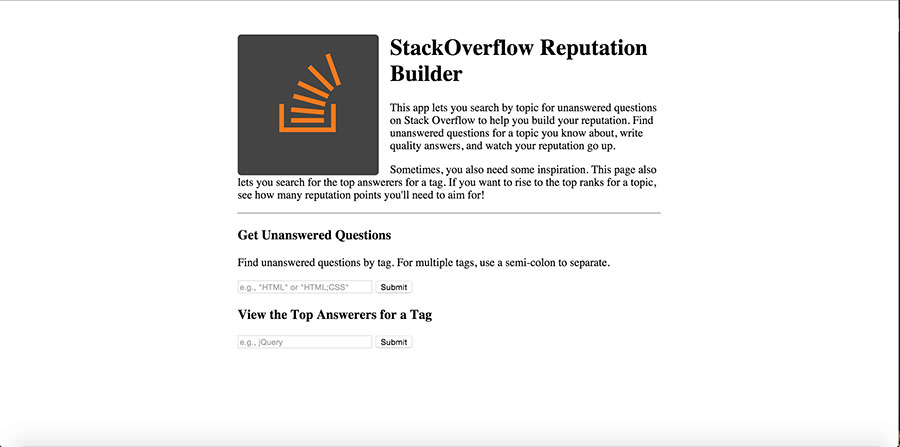 StackOverflow Reputation
Builder
This app lets you search by topic for unanswered questions
on Stack Overflow to help you build your reputation. Find
unanswered questions for a topic you know about, write
quality answers, and watch your reputation go up.
Sometimes, you also need some inspiration. This page also
lets you search for the top answerers for a tag. If you want to rise to the top ranks for a topic,
see how many reputation points you'll need to aim for!
Get Unanswered Questions
Find unanswered questions by tag. For multiple tags, use a semi-colon to separate.
e.g., "HTML" or "HTML;CSS" Submit
View the Top Answerers for a Tag
e.g., jQuery Submit